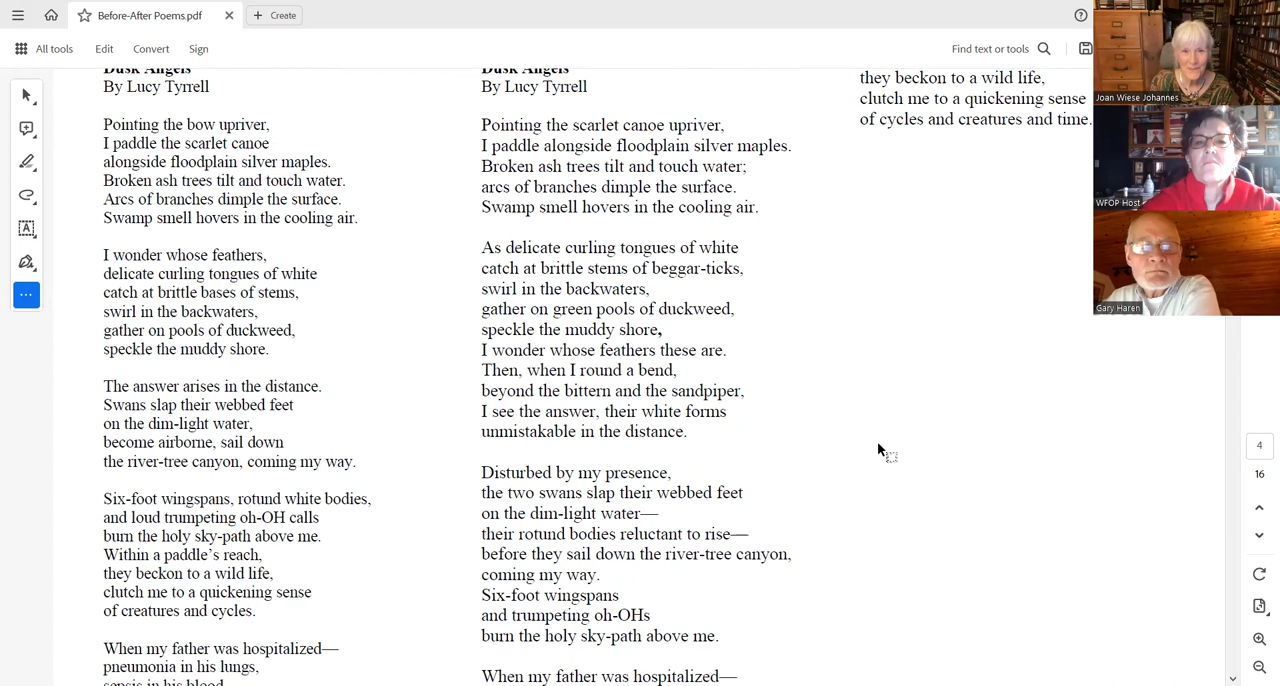 Before-After Poems.pdf
Create
All tools
Edit
Convert
Sign
Find text or tools
Dusk Angels
By Lucy Tyrrell
Pointing the bow upriver,
I paddle the scarlet canoe
alongside floodplain silver maples.
Broken ash trees tilt and touch water.
Arcs of branches dimple the surface.
Swamp smell hovers in the cooling air.
I wonder whose feathers,
delicate curling tongues of white
catch at brittle bases of stems,
swirl in the backwaters,
gather on pools of duckweed,
speckle the muddy shore.
The answer arises in the distance.
Swans slap their webbed feet
on the dim-light water,
become airborne, sail down
the river-tree canyon, coming my way.
Six-foot wingspans, rotund white bodies,
and loud trumpeting oh-OH calls
burn the holy sky-path above me.
Within a paddle's reach,
they beckon to a wild life,
clutch me to a quickening sense
of creatures and cycles.
When my father was hospitalized—
pneumonia in his lungs,
sepsis in his blood
Dusk Angels
By Lucy Tyrrell
Pointing the scarlet canoe upriver,
I paddle alongside floodplain silver maples.
Broken ash trees tilt and touch water;
arcs of branches dimple the surface.
Swamp smell hovers in the cooling air.
As delicate curling tongues of white
catch at brittle stems of beggar-ticks,
swirl in the backwaters,
gather on green pools of duckweed,
speckle the muddy shore,
I wonder whose feathers these are.
Then, when I round a bend,
beyond the bittern and the sandpiper,
I see the answer, their white forms
unmistakable in the distance.
Disturbed by my presence,
the two swans slap their webbed feet
on the dim-light water—
their rotund bodies reluctant to rise—
before they sail down the river-tree canyon,
coming my way.
Six-foot wingspans
and trumpeting oh-OHs
burn the holy sky-path above me.
When my father was hospitalized—
they beckon to a wild life,
clutch me to a quickening sense
of cycles and creatures and time.
Joan Wiese Johannes
WFOP Host
Gary Haren
4
16